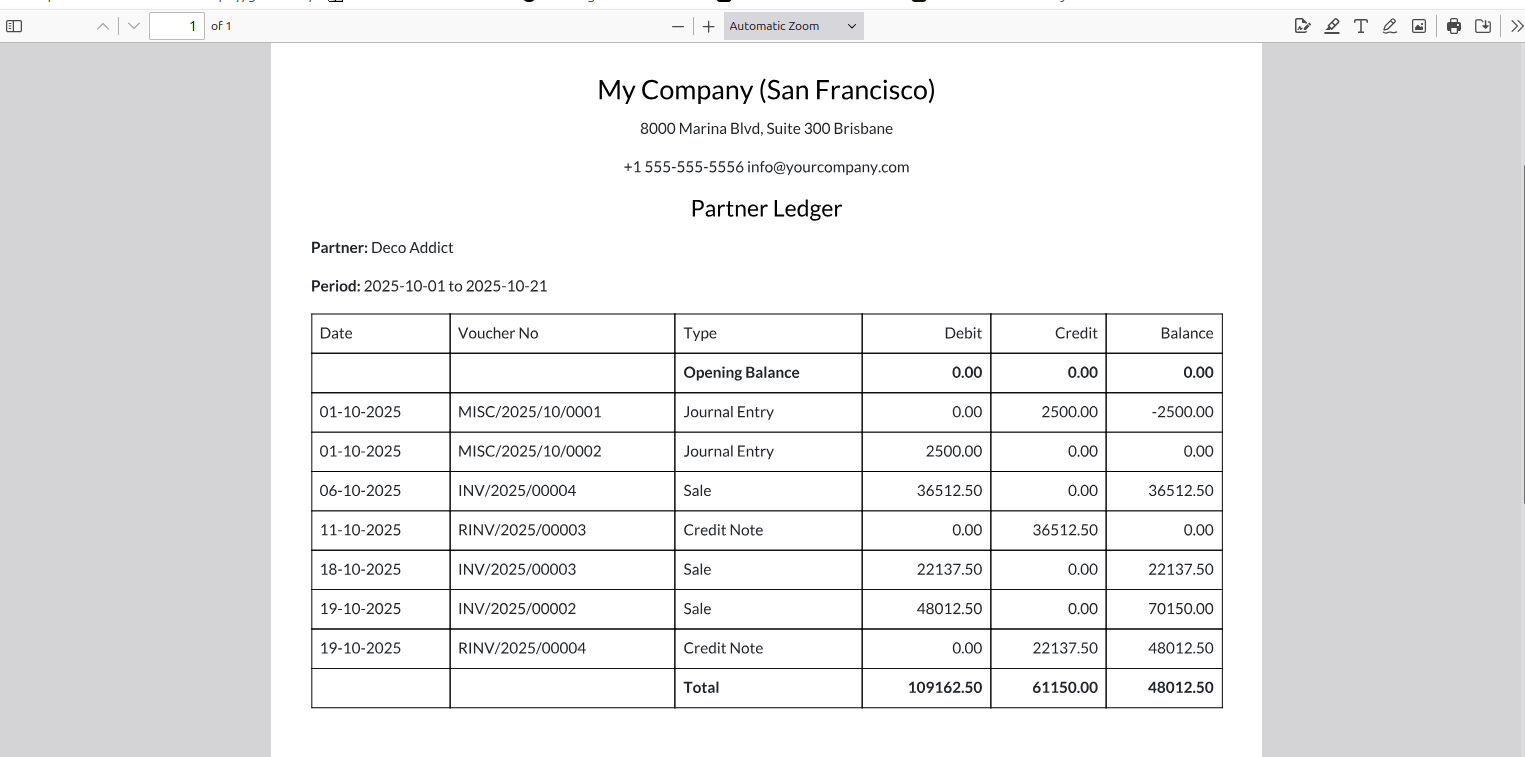 1 of 1 Automatic Zoom
My Company (San Francisco)
8000 Marina Blvd, Suite 300 Brisbane
+1 555-555-5556 info@yourcompany.com
Partner Ledger
Partner: Deco Addict
Period: 2025-10-01 to 2025-10-21
Date Voucher No Type Debit Credit Balance
Opening Balance 0.00 0.00 0.00
01-10-2025 MISC/2025/10/0001 Journal Entry 0.00 2500.00 -2500.00
01-10-2025 MISC/2025/10/0002 Journal Entry 2500.00 0.00 0.00
06-10-2025 INV/2025/00004 Sale 36512.50 0.00 36512.50
11-10-2025 RINV/2025/00003 Credit Note 0.00 36512.50 0.00
18-10-2025 INV/2025/00003 Sale 22137.50 0.00 22137.50
19-10-2025 INV/2025/00002 Sale 48012.50 0.00 70150.00
19-10-2025 RINV/2025/00004 Credit Note 0.00 22137.50 48012.50
Total 109162.50 61150.00 48012.50